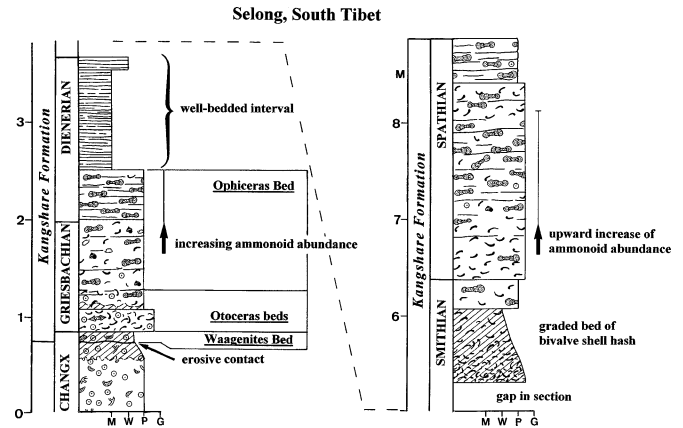 Selong, South Tibet
3
2
1
0
Kangshare Formation
DIENERIAN
GRIESBACHIAN
CHANGX
well-bedded interval
Ophiceras Bed
increasing ammonoid abundance
Otoceras beds
Waagenites Bed
erosive contact
M W P G
M
8
7
6
Kangshare Formation
SPATHIAN
SMITHIAN
upward increase of
ammonoid abundance
graded bed of
bivalve shell hash
gap in section
M W P G